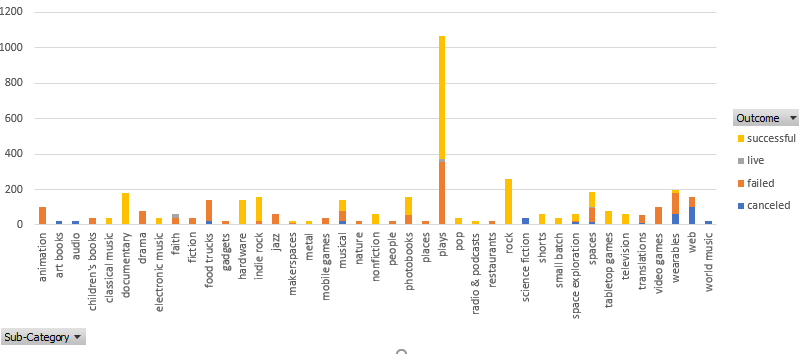 1200
1000
800
600
400
200
0
animation
art books
audio
children's books
classical music
documentary
drama
electronic music
faith
fiction
food trucks
gadgets
hardware
indie rock
jazz
makerspaces
metal
mobile games
musical
nature
nonfiction
people
photobooks
places
plays
pop
radio & podcasts
restaurants
rock
science fiction
shorts
small batch
space exploration
spaces
tabletop games
television
translations
video games
wearables
web
world music
Outcome
successful
live
failed
canceled
Sub-Category